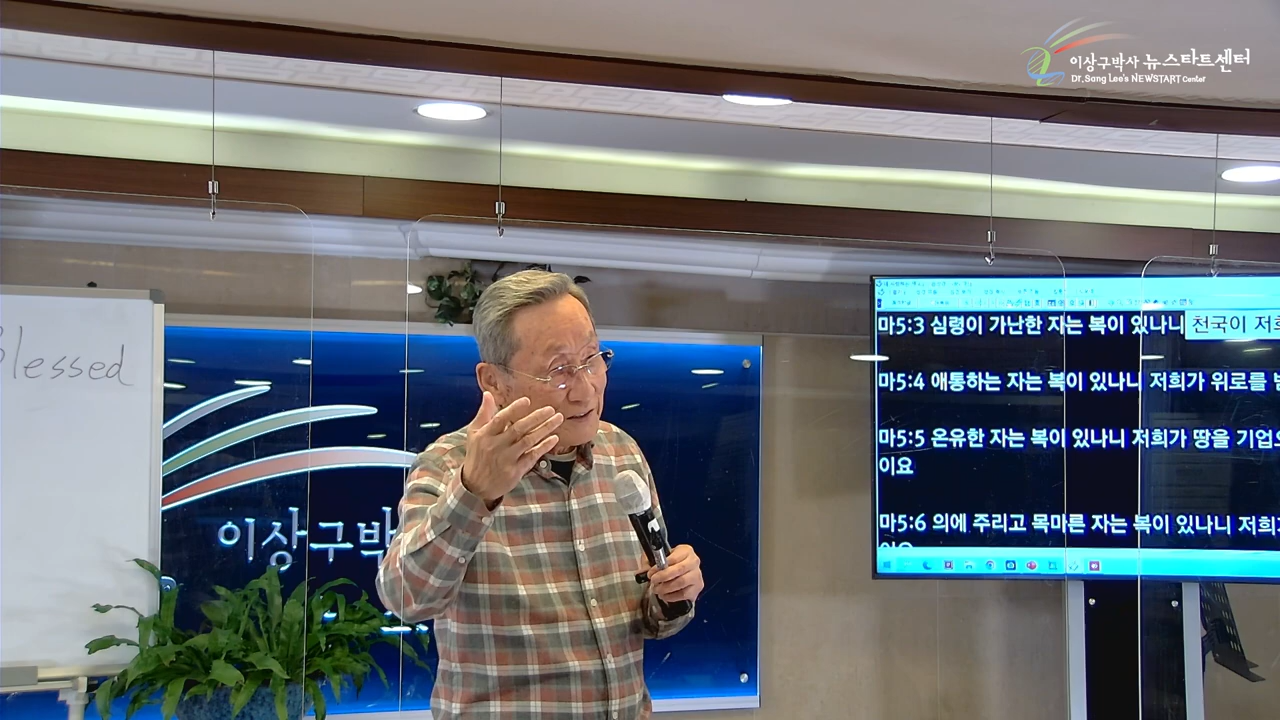 이상구박사 뉴스타트센터
Dr. Sang Lee's NEWSTART Center
Blessed
이상구박
마5:3 심령이 가난한 자는 복이 있나니 천국이 저희
마5:4 애통하는 자는 복이 있나니 저희가 위로를 받
마5:5 온유한 자는 복이 있나니 저희가 땅을 기업으
이요
마5:6 의에 주리고 목마른 자는 복이 있나니 저희가